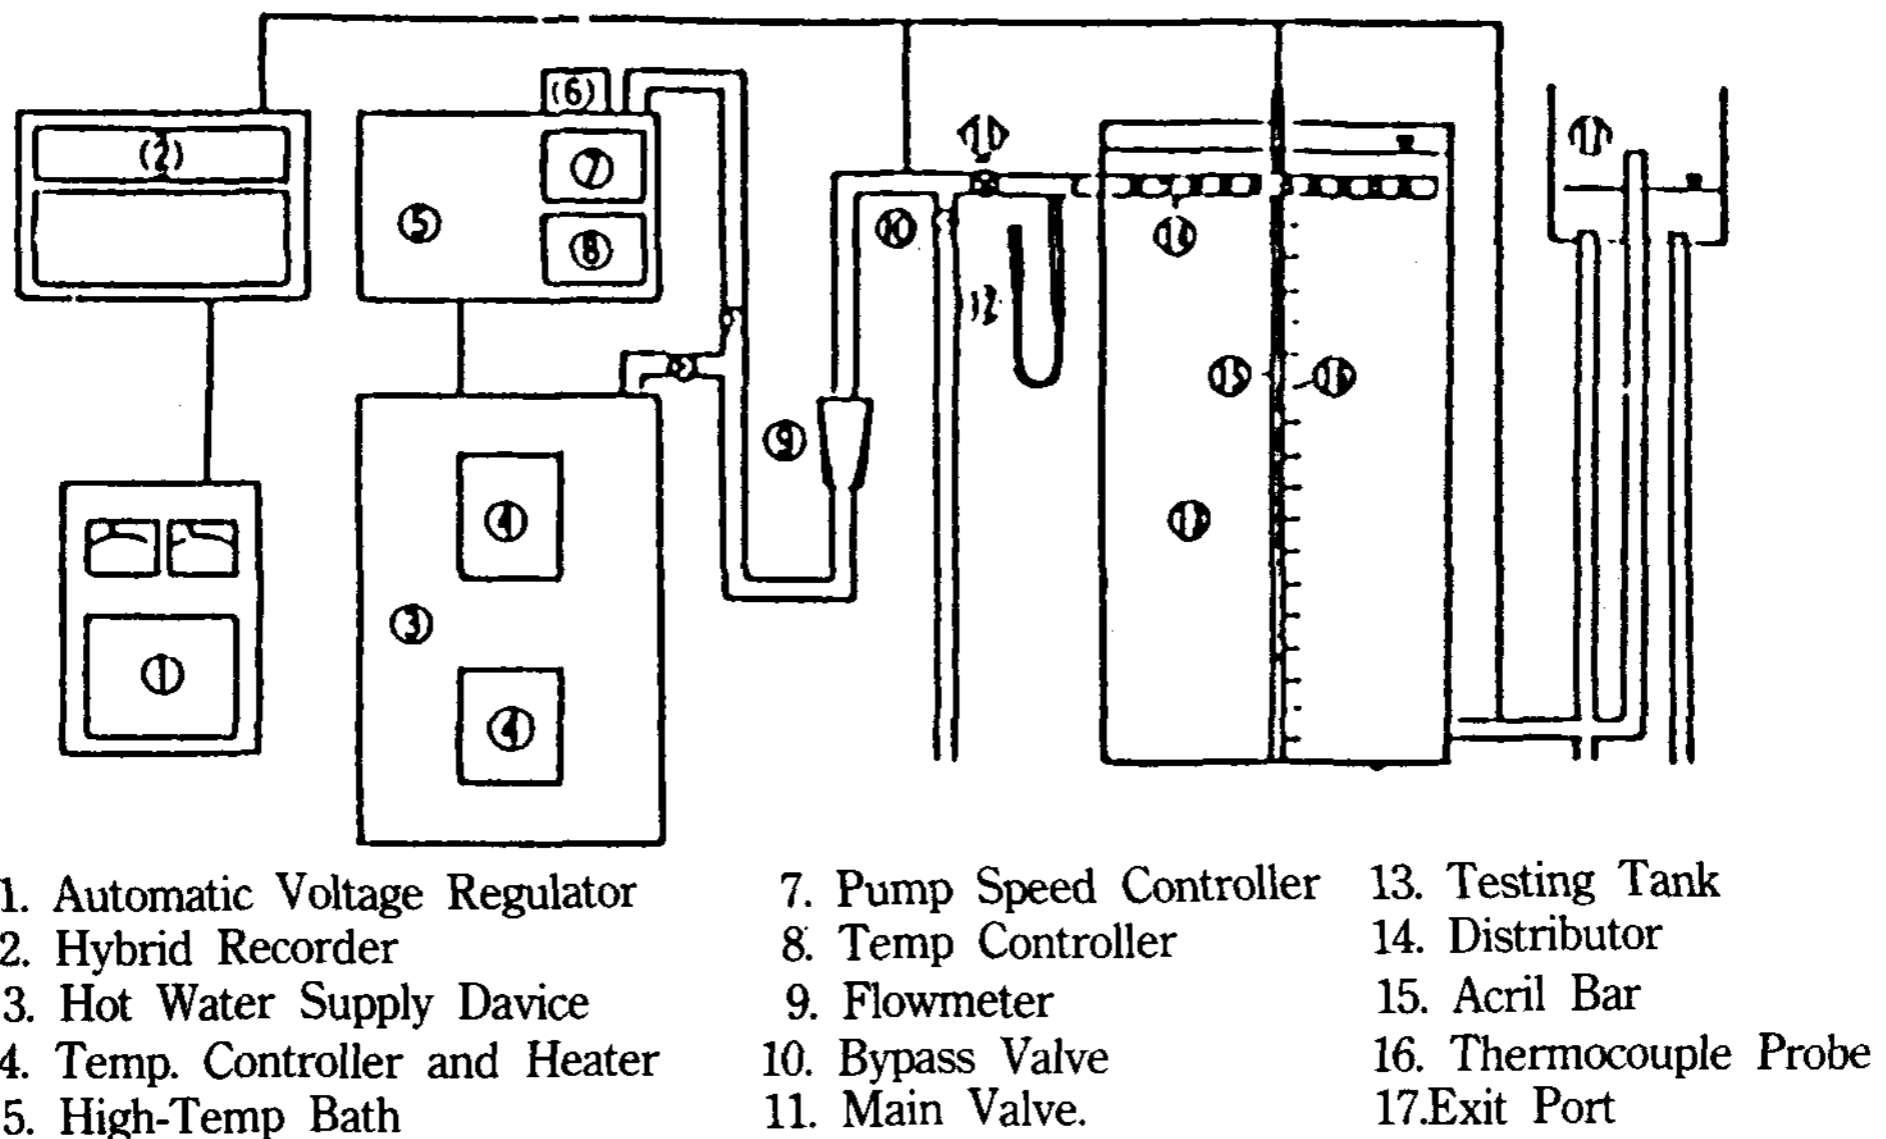 (2)
(6)
⑦
⑤
⑧
⑩
12
⑮
⑨
④
⑬
③
①
④
1. Automatic Voltage Regulator
2. Hybrid Recorder
3. Hot Water Supply Davice
4. Temp. Controller and Heater
5. High-Temp Bath
7. Pump Speed Controller
8. Temp Controller
9. Flowmeter
10. Bypass Valve
11. Main Valve.
13. Testing Tank
14. Distributor
15. Acril Bar
16. Thermocouple Probe
17.Exit Port